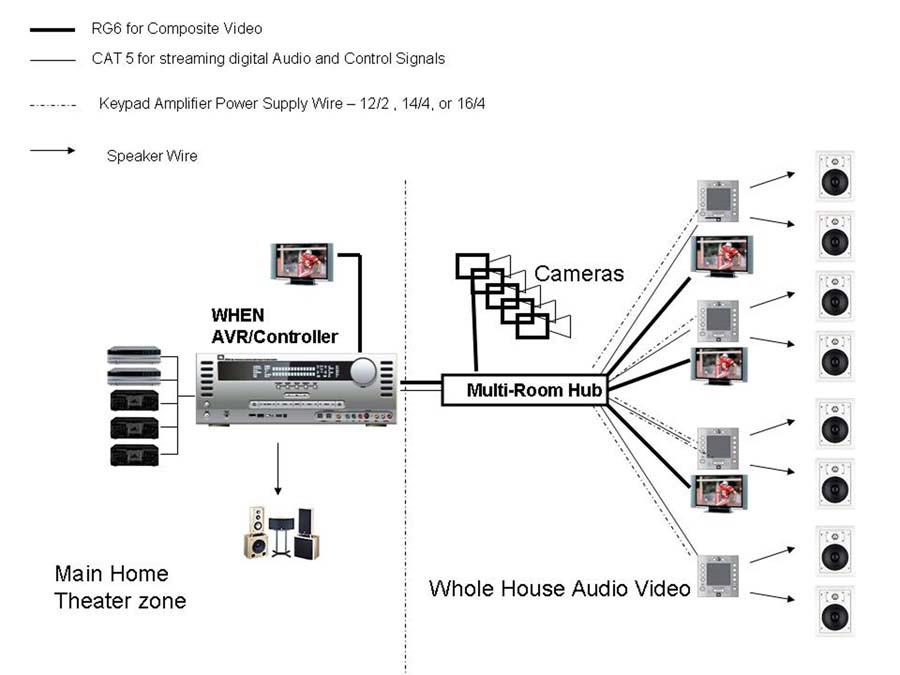 RG6 for Composite Video
CAT 5 for streaming digital Audio and Control Signals
Keypad Amplifier Power Supply Wire – 12/2 , 14/4, or 16/4
Speaker Wire
Cameras
WHEN
AVR/Controller
Multi-Room Hub
Main Home
Theater zone
Whole House Audio Video